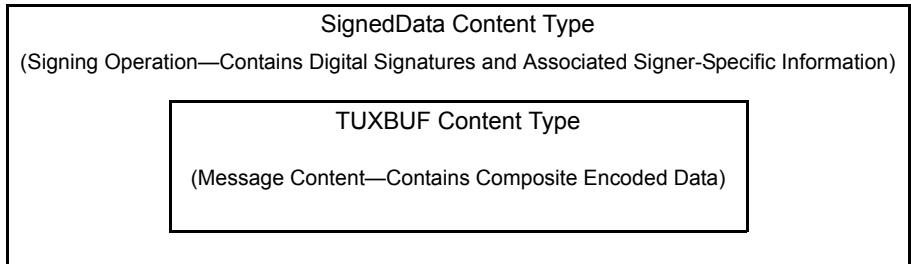 SignedData Content Type
(Signing Operation—Contains Digital Signatures and Associated Signer-Specific Information)
TUXBUF Content Type
(Message Content—Contains Composite Encoded Data)